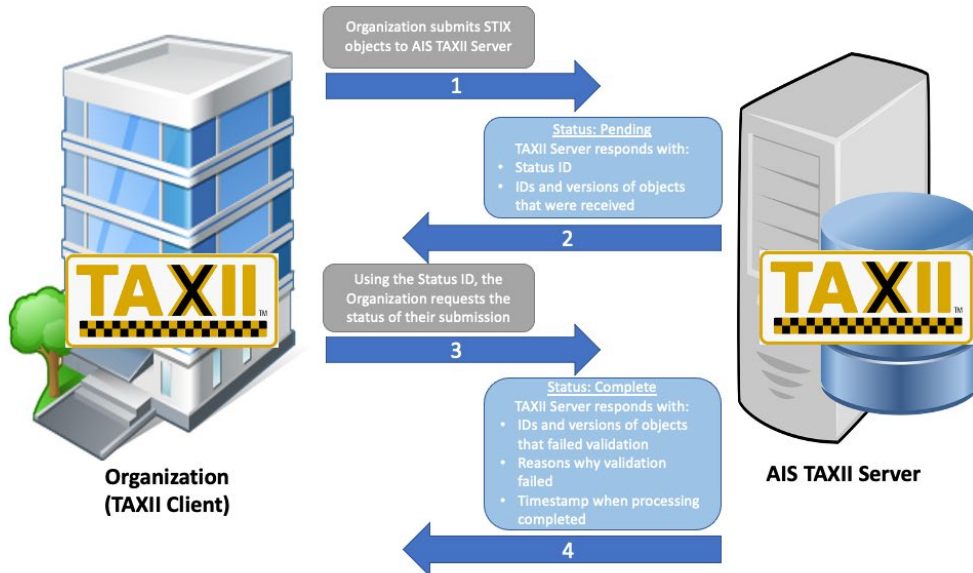 Organization submits STIX
objects to AIS TAXII Server
1
Status: Pending
TAXII Server responds with:
• Status ID
• IDs and versions of objects
that were received
2
TAXII™
TAXII™
Using the Status ID, the
Organization requests the
status of their submission
3
Status: Complete
TAXII Server responds with:
• IDs and versions of objects
that failed validation
• Reasons why validation
failed
• Timestamp when processing
completed
4
Organization
(TAXII Client)
AIS TAXII Server